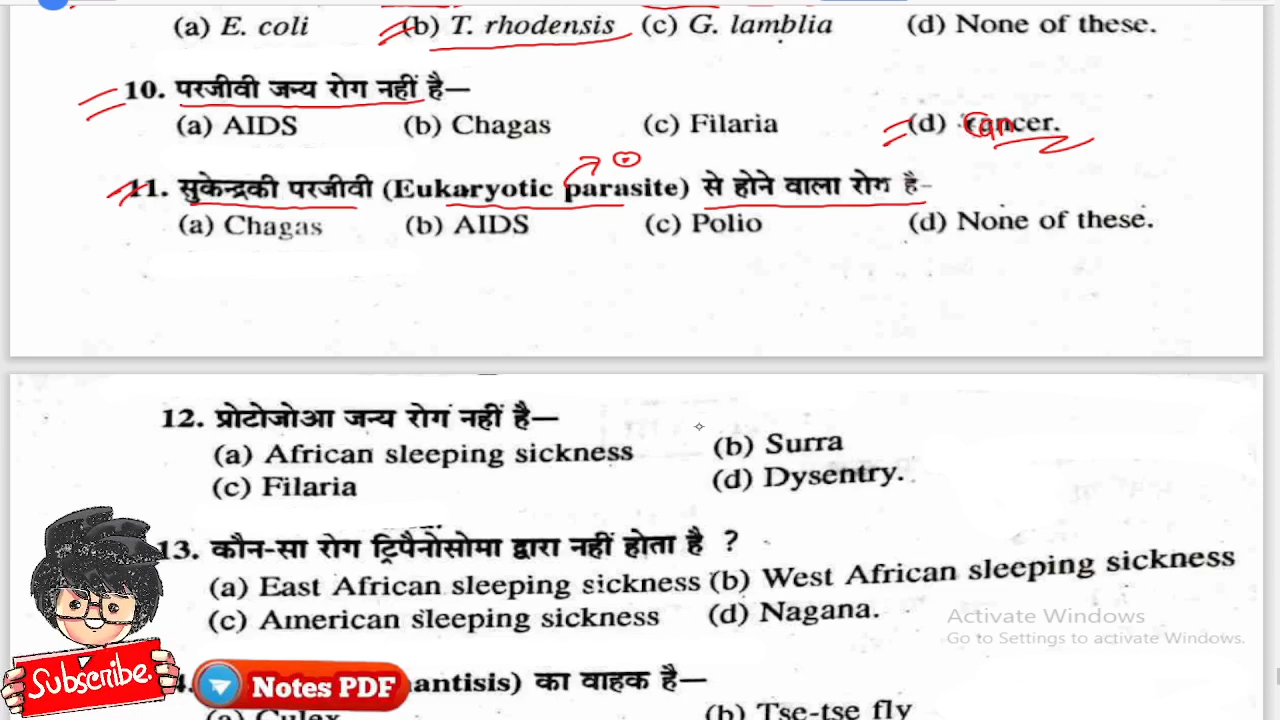 (a) E. coli (b) T. rhodensis (c) G. lamblia (d) None of these.
10. परजीवी जन्य रोग नहीं है—
(a) AIDS (b) Chagas (c) Filaria (d) Cancer.
11. सुकेन्द्रकी परजीवी (Eukaryotic parasite) से होने वाला रोग है-
(a) Chagas (b) AIDS (c) Polio (d) None of these.
12. प्रोटोजोआ जन्य रोग नहीं है—
(a) African sleeping sickness (b) Surra
(c) Filaria (d) Dysentry.
13. कौन-सा रोग ट्रिपैनोसोमा द्वारा नहीं होता है ?
(a) East African sleeping sickness (b) West African sleeping sickness
(c) American sleeping sickness (d) Nagana.
Activate Windows
Go to Settings to activate Windows.
Subscribe.
4. Notes PDF antisis) का वाहक है—
(a) Culex (b) Tse-tse fly